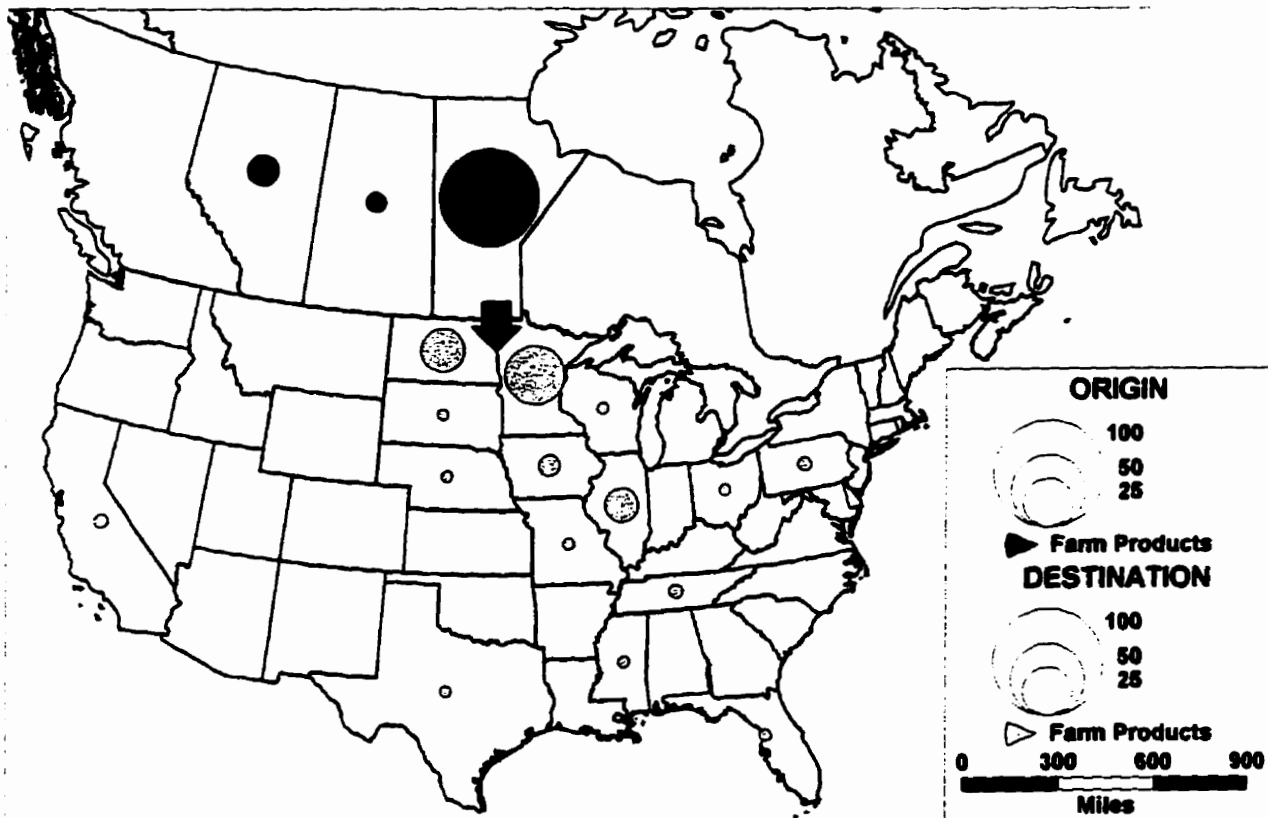 ORIGIN
100
50
25
Farm Products
DESTINATION
100
50
25
Farm Products
0 300 600 900
Miles